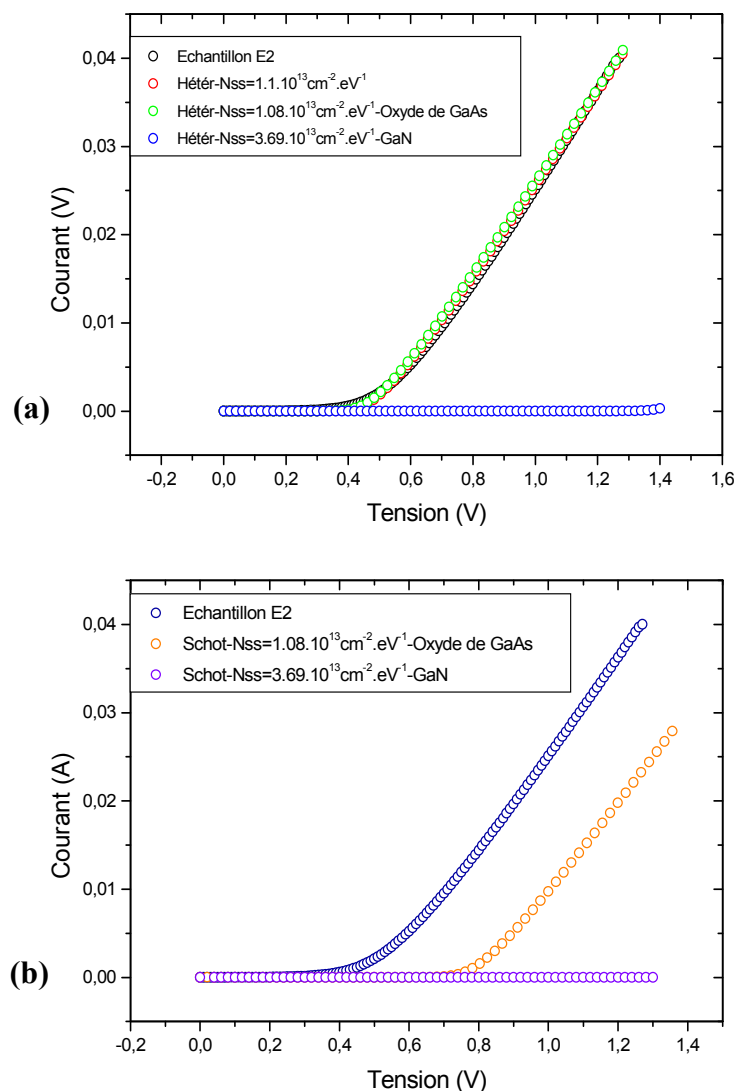 0,04
0,03
0,02
0,01
0,00
Courant (V)
Echantillon E2
Hétér-Nss=1.1.10¹³cm⁻².eV⁻¹
Hétér-Nss=1.08.10¹³cm⁻².eV⁻¹-Oxyde de GaAs
Hétér-Nss=3.69.10¹³cm⁻².eV⁻¹-GaN
(a)
-0,2 0,0 0,2 0,4 0,6 0,8 1,0 1,2 1,4 1,6
Tension (V)
0,04
0,03
0,02
0,01
0,00
Courant (A)
Echantillon E2
Schot-Nss=1.08.10¹³cm⁻².eV⁻¹-Oxyde de GaAs
Schot-Nss=3.69.10¹³cm⁻².eV⁻¹-GaN
(b)
-0,2 0,0 0,2 0,4 0,6 0,8 1,0 1,2 1,4
Tension (V)